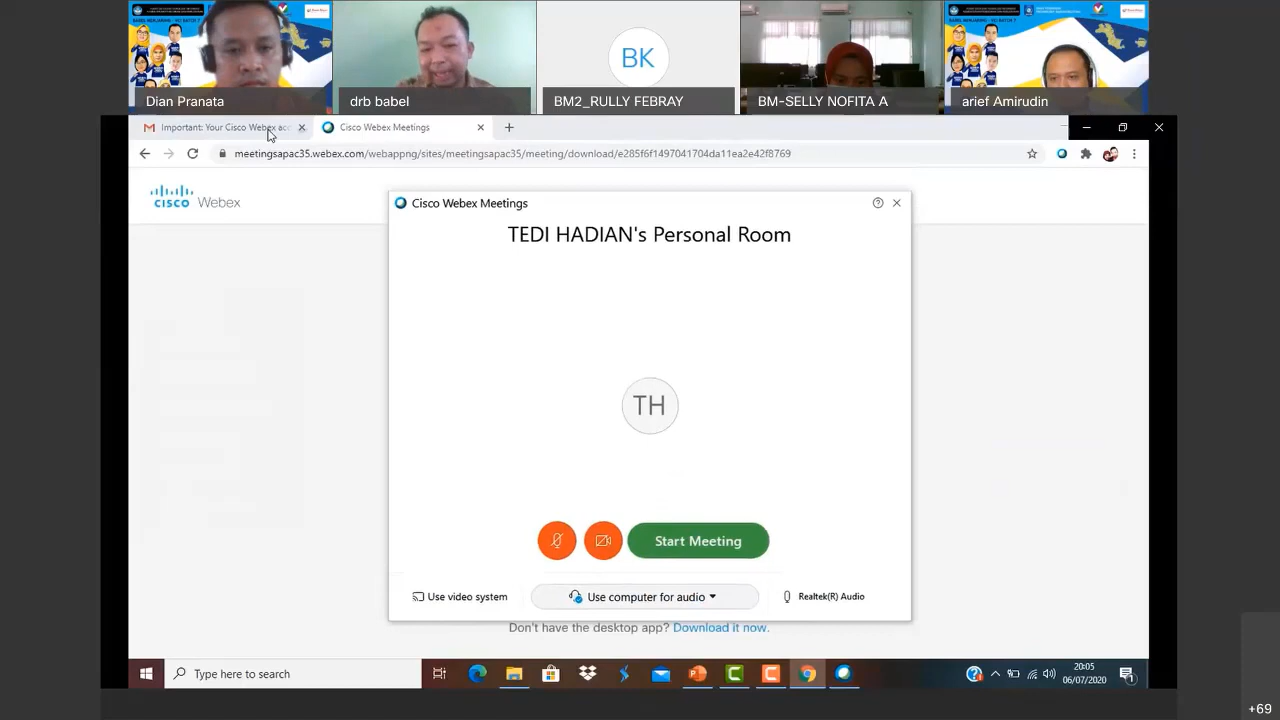 BK
Dian Pranata
drb babel
BM2_RULLY FEBRAY
BM-SELLY NOFITA A
arief Amirudin
Important: Your Cisco Webex acc
Cisco Webex Meetings
meetingsapac35.webex.com/webappng/sites/meetingsapac35/meeting/download/e285f6f1497041704da11ea2e42f8769
cisco Webex
Cisco Webex Meetings
TEDI HADIAN's Personal Room
TH
Start Meeting
Use video system
Use computer for audio
Realtek(R) Audio
Don't have the desktop app? Download it now.
Type here to search
20:05
06/07/2020
+69